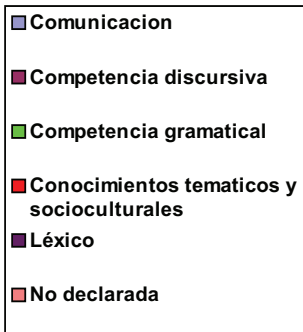 Comunicacion
Competencia discursiva
Competencia gramatical
Conocimientos tematicos y
socioculturales
Léxico
No declarada